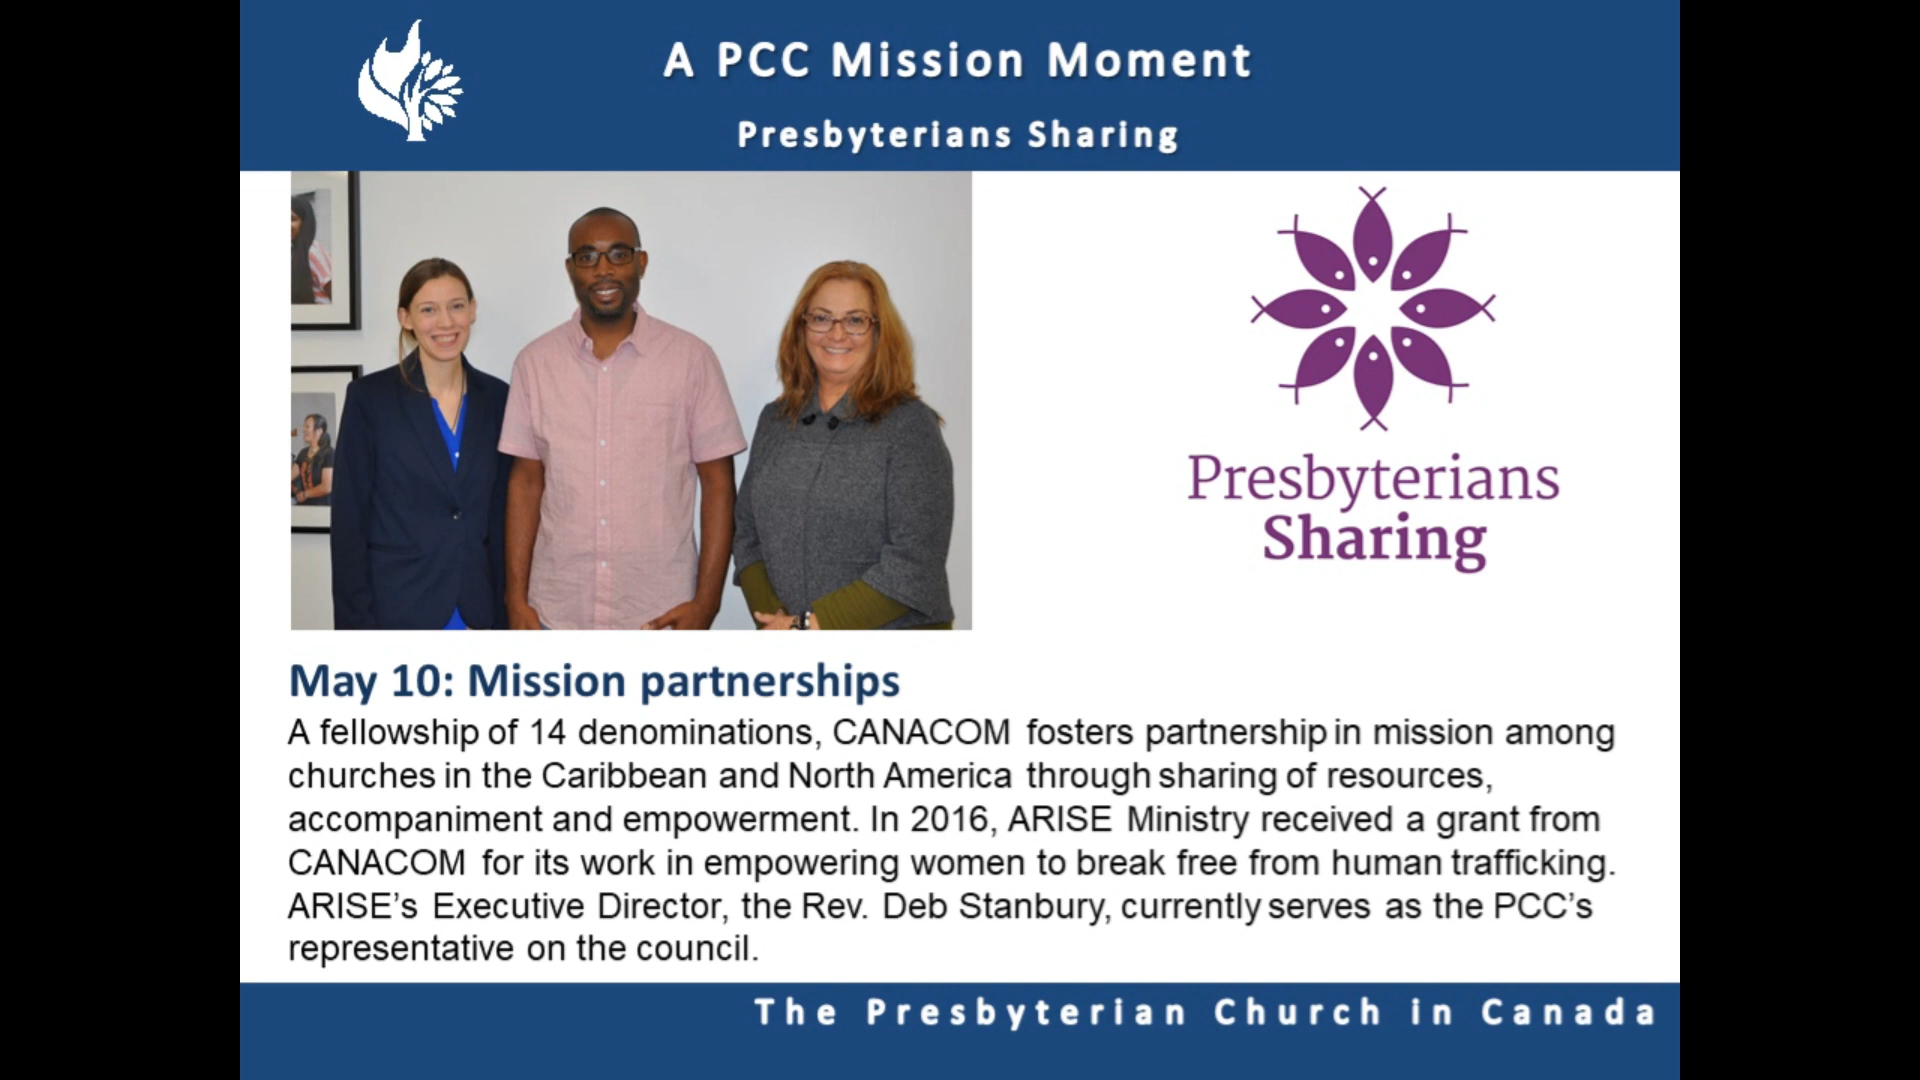 A PCC Mission Moment
Presbyterians Sharing
Presbyterians
Sharing
May 10: Mission partnerships
A fellowship of 14 denominations, CANACOM fosters partnership in mission among
churches in the Caribbean and North America through sharing of resources,
accompaniment and empowerment. In 2016, ARISE Ministry received a grant from
CANACOM for its work in empowering women to break free from human trafficking.
ARISE’s Executive Director, the Rev. Deb Stanbury, currently serves as the PCC’s
representative on the council.
The Presbyterian Church in Canada